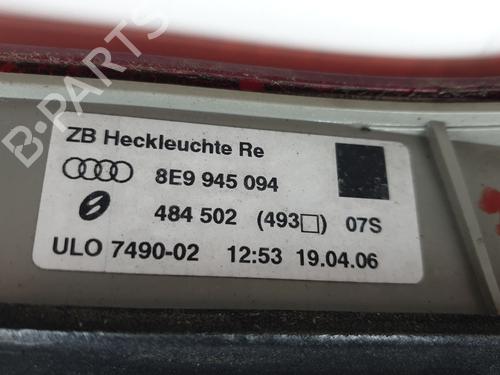 B-PARTS
ZB Heckleuchte Re
8E9 945 094
484 502 (493□) 07S
ULO 7490-02 12:53 19.04.06